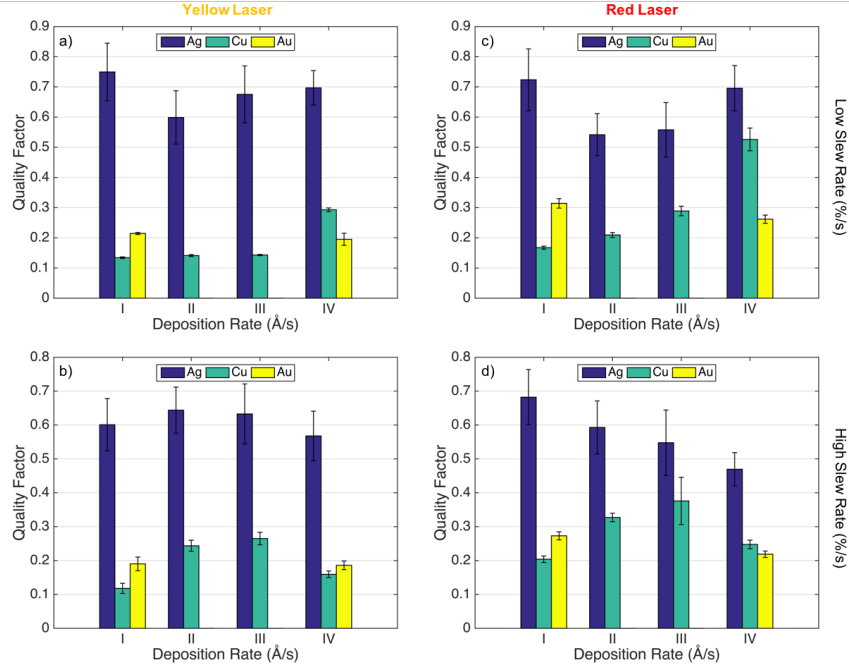 Yellow Laser
Red Laser
a)
Ag Cu Au
0.9
0.8
0.7
0.6
0.5
0.4
0.3
0.2
0.1
0
Quality Factor
I II III IV
Deposition Rate (Å/s)
c)
Ag Cu Au
0.9
0.8
0.7
0.6
0.5
0.4
0.3
0.2
0.1
0
Quality Factor
I II III IV
Deposition Rate (Å/s)
Low Slew Rate (%/s)
b)
Ag Cu Au
0.8
0.7
0.6
0.5
0.4
0.3
0.2
0.1
0
Quality Factor
I II III IV
Deposition Rate (Å/s)
d)
Ag Cu Au
0.8
0.7
0.6
0.5
0.4
0.3
0.2
0.1
0
Quality Factor
I II III IV
Deposition Rate (Å/s)
High Slew Rate (%/s)